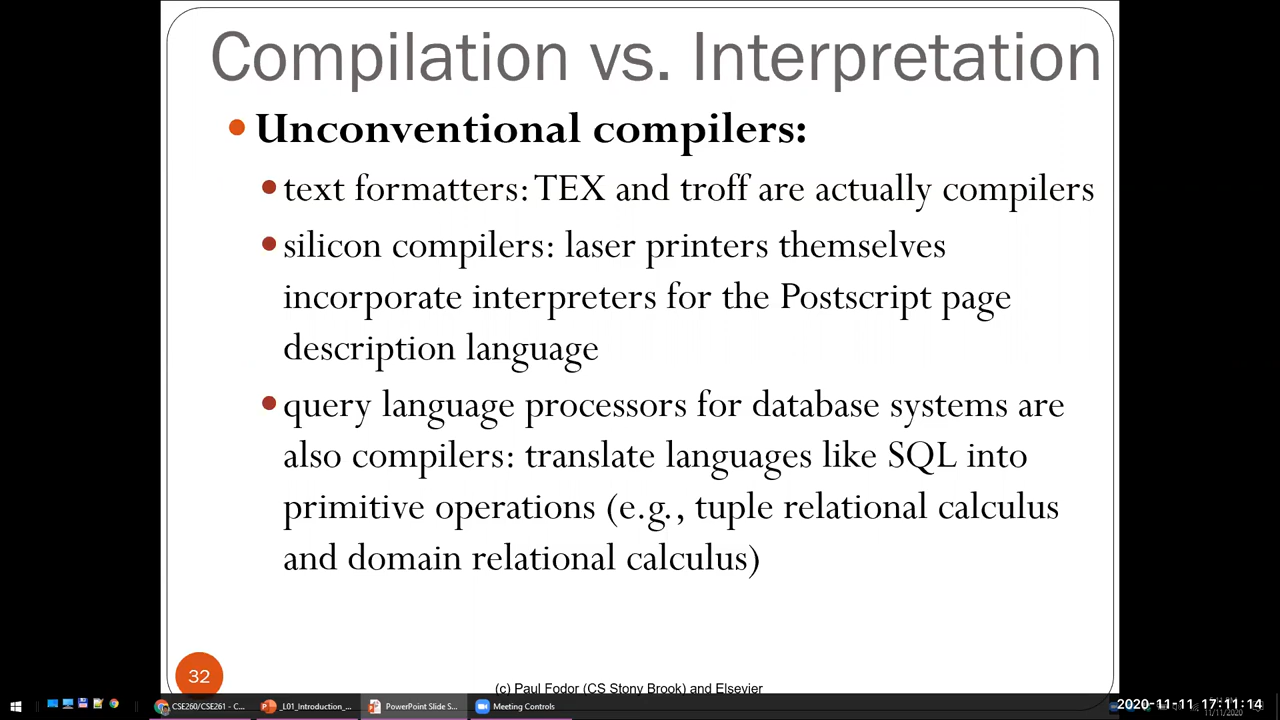 Compilation vs. Interpretation
Unconventional compilers:
text formatters: TEX and troff are actually compilers
silicon compilers: laser printers themselves
incorporate interpreters for the Postscript page
description language
query language processors for database systems are
also compilers: translate languages like SQL into
primitive operations (e.g., tuple relational calculus
and domain relational calculus)
32
(c) Paul Fodor (CS Stony Brook) and Elsevier
CSE260/CSE261 - C...
_L01_Introduction_...
PowerPoint Slide S...
Meeting Controls
2020-11-11 17:11:14
11/11/2020